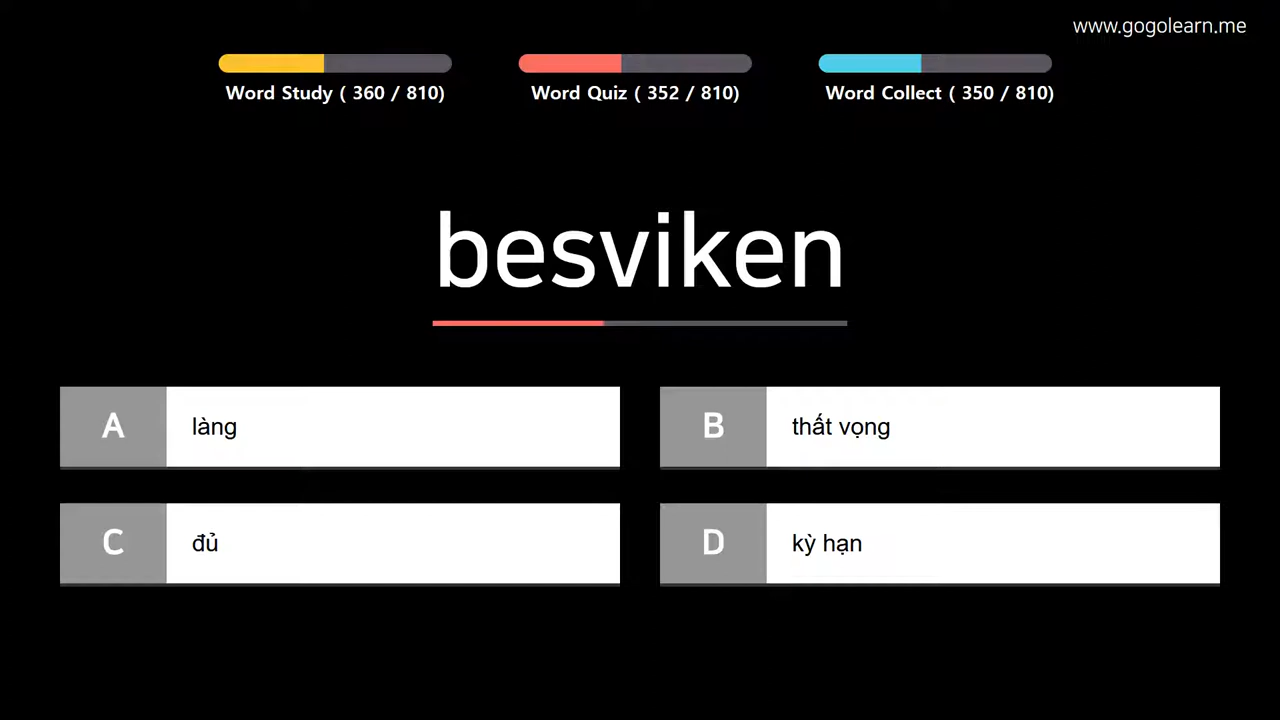 www.gogolearn.me
Word Study ( 360 / 810)
Word Quiz ( 352 / 810)
Word Collect ( 350 / 810)
besviken
A
làng
B
thất vọng
C
đủ
D
kỳ hạn